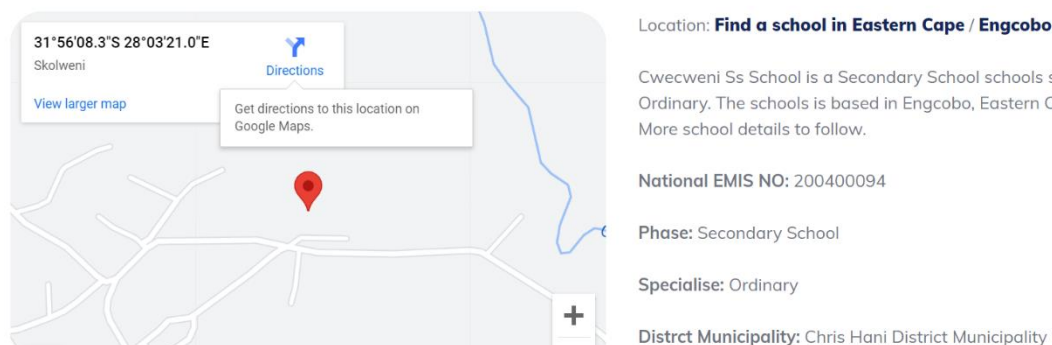 31°56'08.3"S 28°03'21.0"E
Skolweni
Directions
View larger map
Get directions to this location on
Google Maps.
+
Location: Find a school in Eastern Cape / Engcobo
Cwecweni Ss School is a Secondary School schools
Ordinary. The schools is based in Engcobo, Eastern
More school details to follow.
National EMIS NO: 200400094
Phase: Secondary School
Specialise: Ordinary
Distrct Municipality: Chris Hani District Municipality